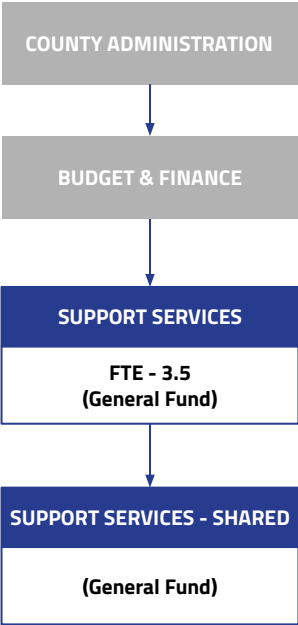 COUNTY ADMINISTRATION
BUDGET & FINANCE
SUPPORT SERVICES
FTE - 3.5
(General Fund)
SUPPORT SERVICES - SHARED
(General Fund)